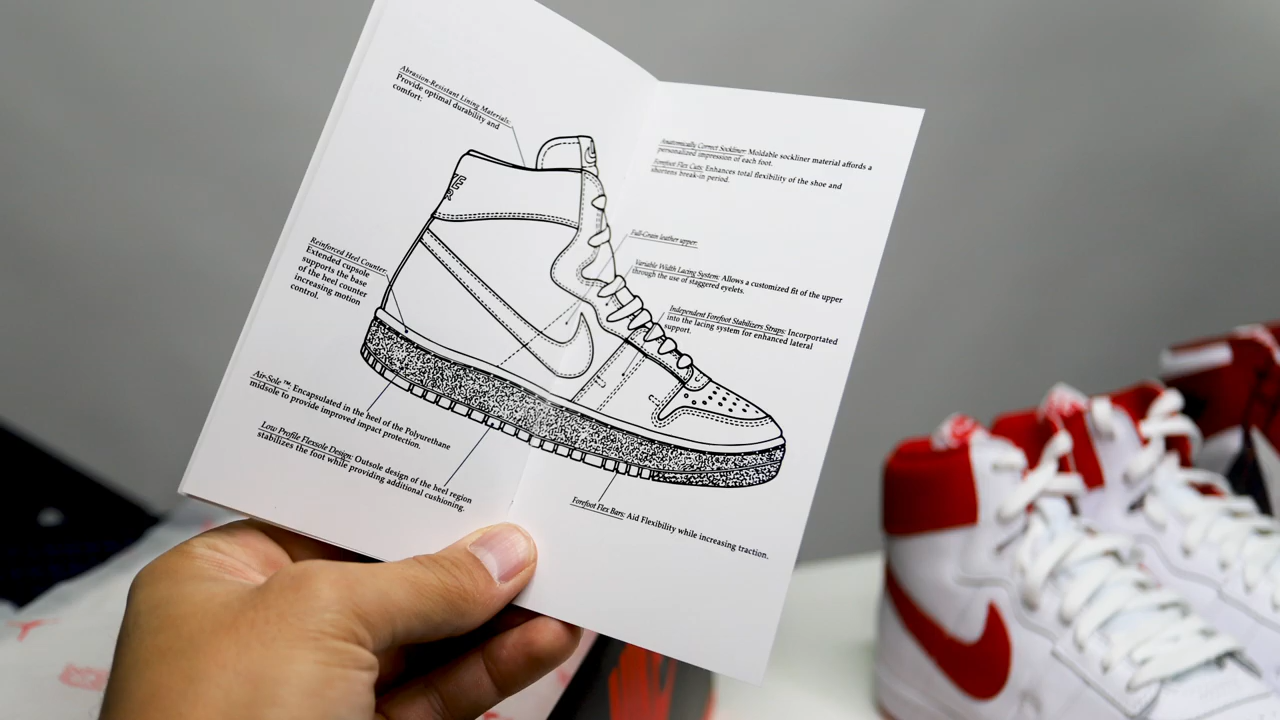 Abrasion-Resistant Lining Materials:
Provide optimal durability and
comfort:
Reinforced Heel Counter:
Extended cupsole
supports the base
of the heel counter
increasing motion
control.
Air-Sole ™: Encapsulated in the heel of the Polyurethane
midsole to provide improved impact protection.
Low Profile Flexsole Design: Outsole design of the heel region
stabilizes the foot while providing additional cushioning.
Anatomically Correct Sockliner: Moldable sockliner material affords a
personalized impression of each foot.
Forefoot Flex Cuts: Enhances total flexibility of the shoe and
shortens break-in period.
Full-Grain leather upper:
Variable Width Lacing System: Allows a customized fit of the upper
through the use of staggered eyelets.
Independent Forefoot Stabilizers Straps: Incorportated
into the lacing system for enhanced lateral
support.
Forefoot Flex Bars: Aid Flexibility while increasing traction.